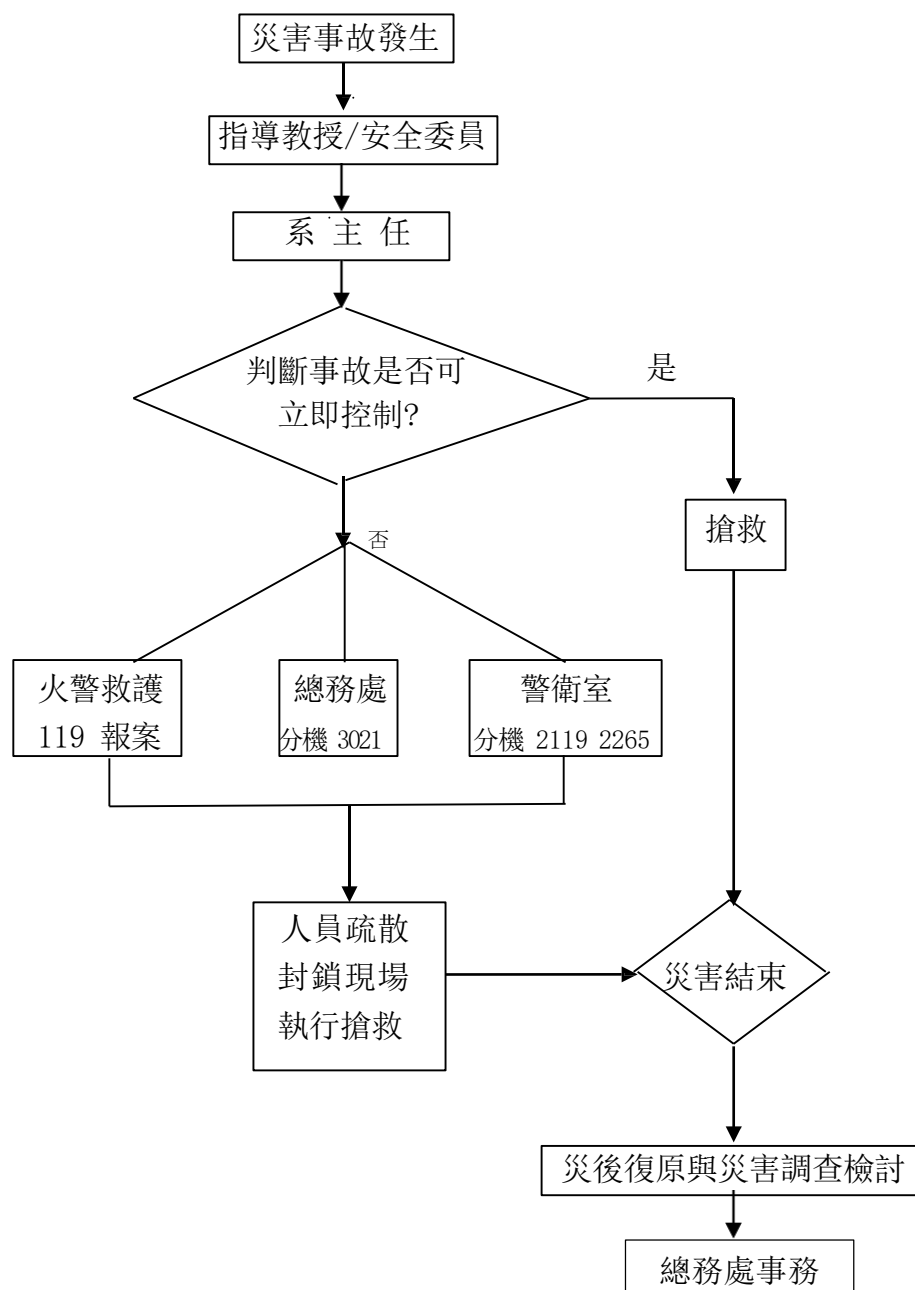 災害事故發生
指導教授/安全委員
系 主 任
判斷事故是否可
立即控制?
是
搶救
否
火警救護
119 報案
總務處
分機 3021
警衛室
分機 2119 2265
人員疏散
封鎖現場
執行搶救
災害結束
災後復原與災害調查檢討
總務處事務